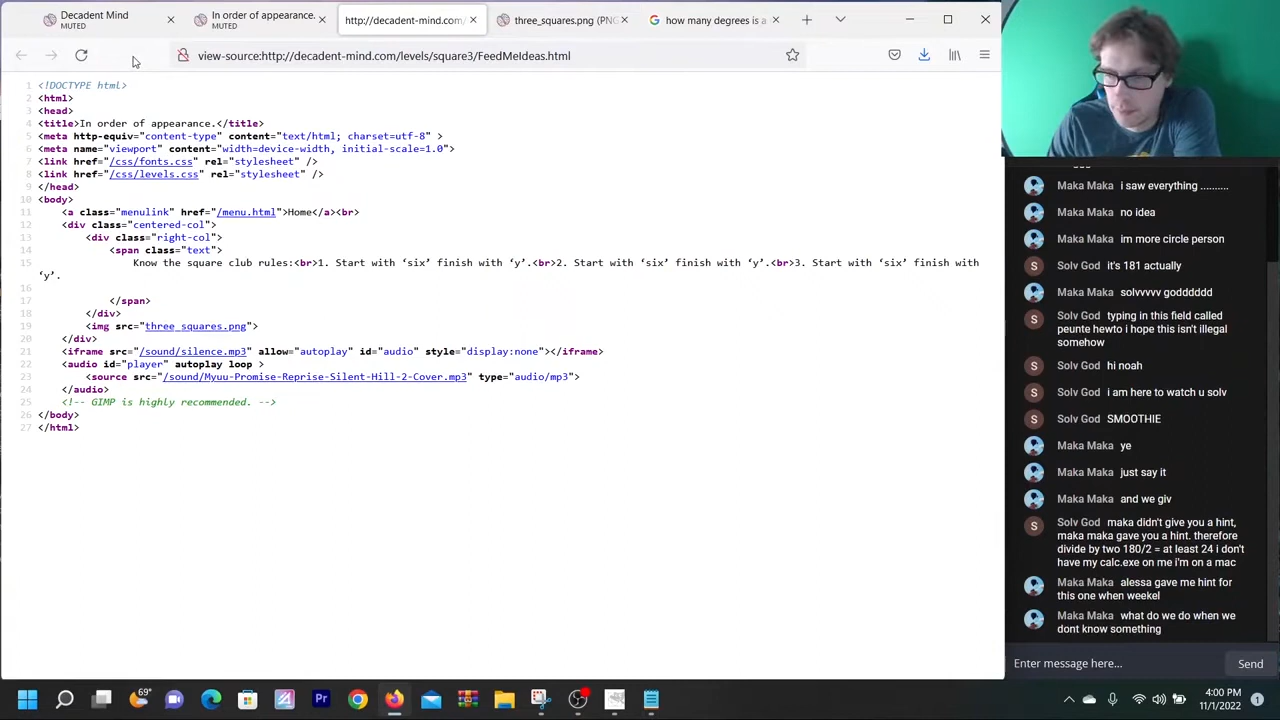 Decadent Mind
MUTED
In order of appearance.
MUTED
http://decadent-mind.com/
three_squares.png (PNG
how many degrees is a
view-source:http://decadent-mind.com/levels/square3/FeedMeIdeas.html
1 <!DOCTYPE html>
2 <html>
3 <head>
4 <title>In order of appearance.</title>
5 <meta http-equiv="content-type" content="text/html; charset=utf-8" >
6 <meta name="viewport" content="width=device-width, initial-scale=1.0">
7 <link href="/css/fonts.css" rel="stylesheet" />
8 <link href="/css/levels.css" rel="stylesheet" />
9 </head>
10 <body>
11 <a class="menulink" href="/menu.html">Home</a><br>
12 <div class="centered-col">
13 <div class="right-col">
14 <span class="text">
15 Know the square club rules:<br>1. Start with ‘six’ finish with ‘y’.<br>2. Start with ‘six’ finish with ‘y’.<br>3. Start with ‘six’ finish with
‘y’.
16
17 </span>
18 </div>
19 <img src="three_squares.png">
20 </div>
21 <iframe src="/sound/silence.mp3" allow="autoplay" id="audio" style="display:none"></iframe>
22 <audio id="player" autoplay loop >
23 <source src="/sound/Myuu-Promise-Reprise-Silent-Hill-2-Cover.mp3" type="audio/mp3">
24 </audio>
25 <!-- GIMP is highly recommended. -->
26 </body>
27 </html>
Maka Maka i saw everything ..........
Maka Maka no idea
Maka Maka im more circle person
S Solv God it's 181 actually
Maka Maka solvvvvv godddddd
S Solv God typing in this field called
peunte hewto i hope this isn't illegal
somehow
S Solv God hi noah
S Solv God i am here to watch u solv
S Solv God SMOOTHIE
Maka Maka ye
Maka Maka just say it
Maka Maka and we giv
S Solv God maka didn't give you a hint,
maka maka gave you a hint. therefore
divide by two 180/2 = at least 24 i don't
have my calc.exe on me i'm on a mac
Maka Maka alessa gave me hint for
this one when weekel
Maka Maka what do we do when we
dont know something
Enter message here...
Send
69°
Pr
4:00 PM
11/1/2022
1